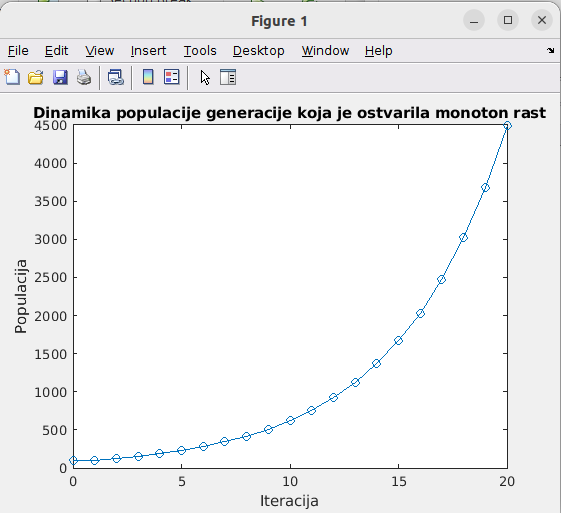 Figure 1
File Edit View Insert Tools Desktop Window Help
Dinamika populacije generacije koja je ostvarila monoton rast
4500
4000
3500
3000
2500
2000
1500
1000
500
0
Populacija
0 5 10 15 20
Iteracija